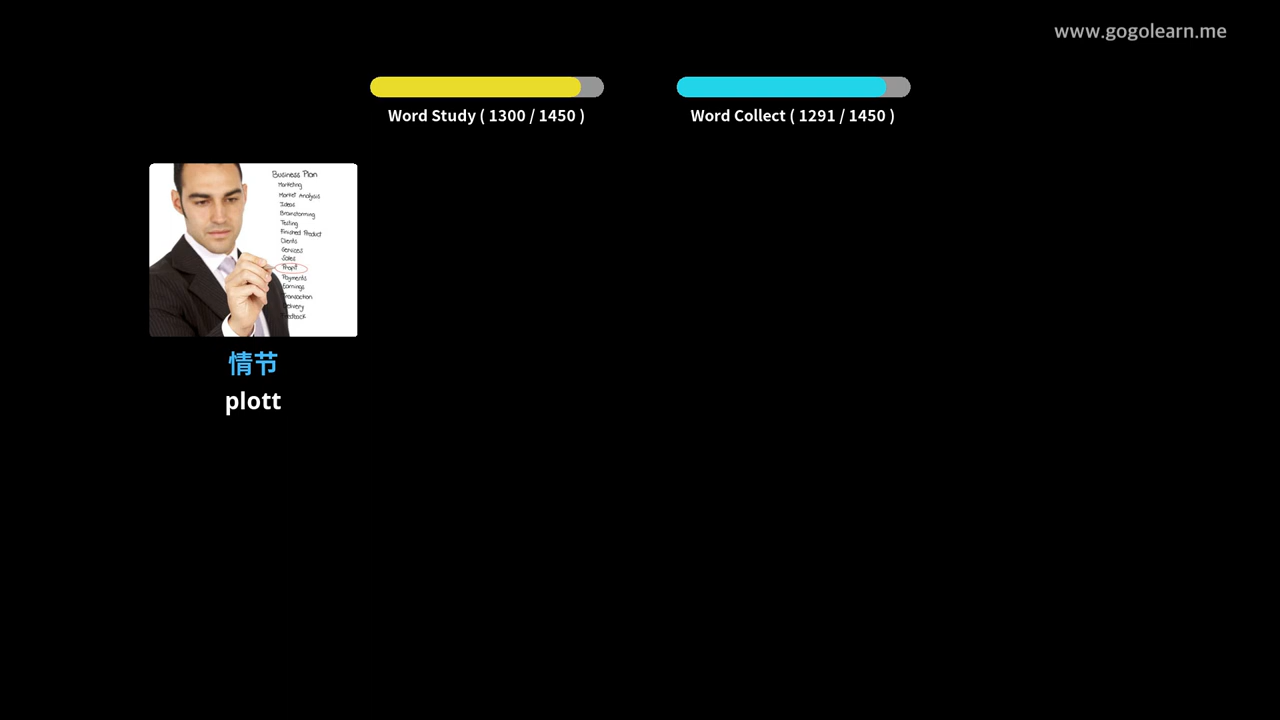 www.gogolearn.me
Word Study ( 1300 / 1450 )
Word Collect ( 1291 / 1450 )
Business Plan
Marketing
Market Analysis
Ideas
Brainstorming
Testing
Finished Product
Clients
Services
Sales
Profit
Payments
Earnings
Transaction
Delivery
Feedback
情节
plott